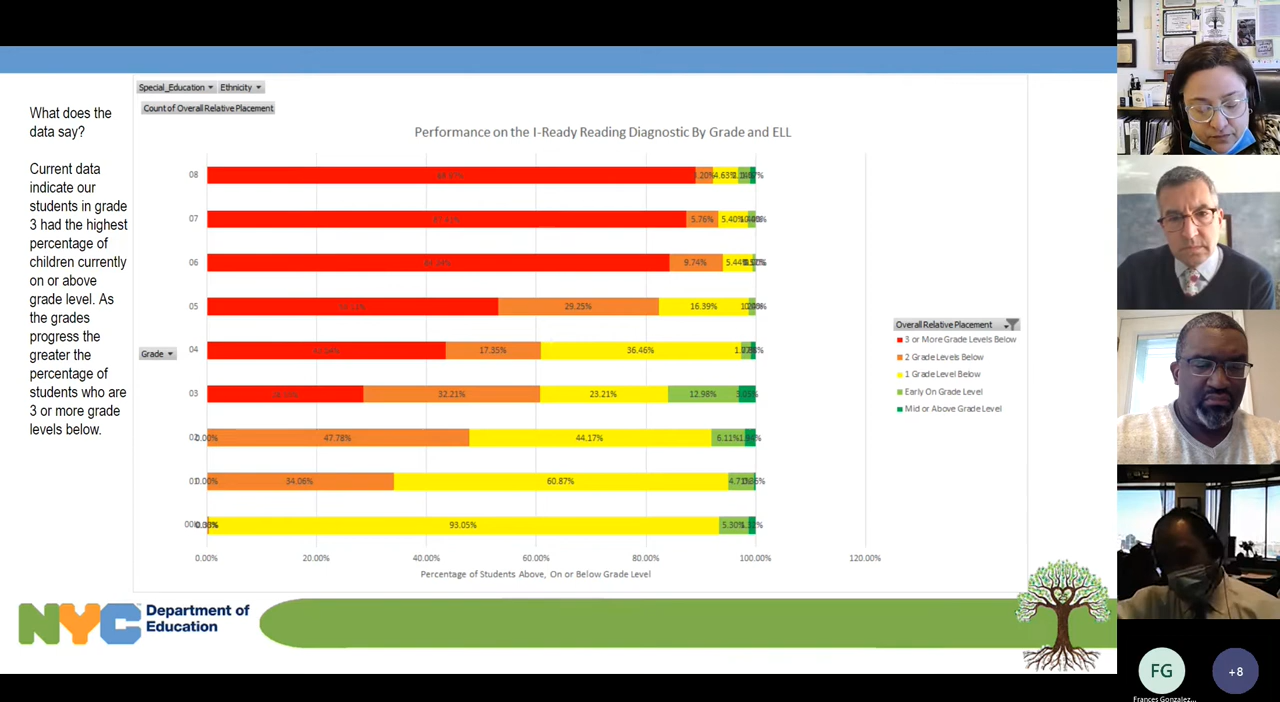 Special_Education Ethnicity
Count of Overall Relative Placement
What does the
data say?
Current data
indicate our
students in grade
3 had the highest
percentage of
children currently
on or above
grade level. As
the grades
progress the
greater the
percentage of
students who are
3 or more grade
levels below.
Performance on the I-Ready Reading Diagnostic By Grade and ELL
08
07 5.76% 5.40%
06 9.74% 5.44%
05 29.25% 16.39%
04 17.35% 36.46%
03 32.21% 23.21% 12.98% 3.05%
0.00% 47.78% 44.17% 6.11%
0.00% 34.06% 60.87% 4.71%
93.05% 5.30%
Grade
0.00% 20.00% 40.00% 60.00% 80.00% 100.00% 120.00%
Percentage of Students Above, On or Below Grade Level
Overall Relative Placement
3 or More Grade Levels Below
2 Grade Levels Below
1 Grade Level Below
Early On Grade Level
Mid or Above Grade Level
NYC Department of
Education
FG
+8
Frances Gonzalez...